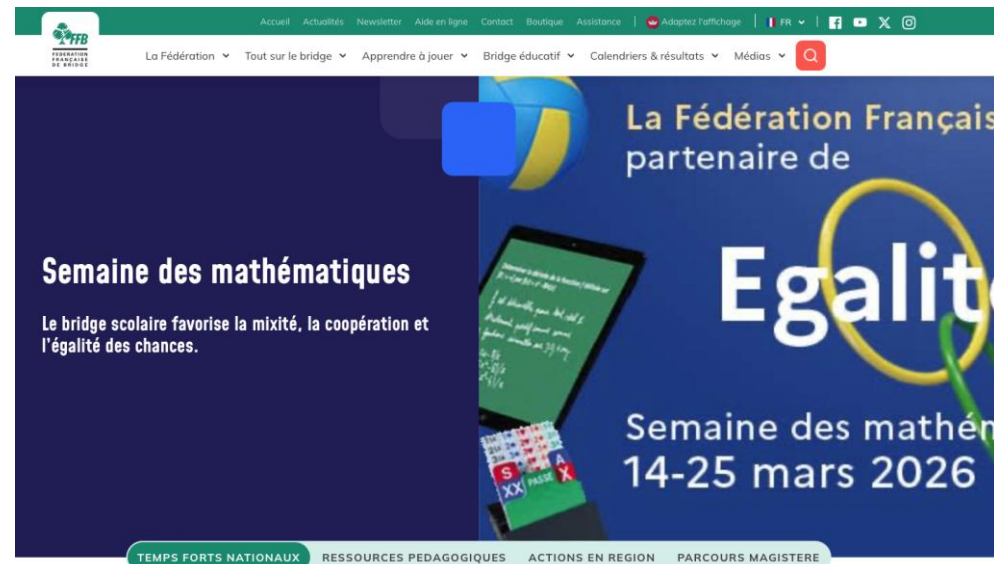 Accueil Actualités Newsletter Aide en ligne Contact Boutique Assistance Adaptez l'affichage FR
FFB
FEDERATION
FRANÇAISE
DE BRIDGE
La Fédération Tout sur le bridge Apprendre à jouer Bridge éducatif Calendriers & résultats Médias
La Fédération Français
partenaire de
Egalité
Semaine des mathématiques
Le bridge scolaire favorise la mixité, la coopération et
l'égalité des chances.
PASSE
S
XX
A
X
Semaine des mathém
14-25 mars 2026
TEMPS FORTS NATIONAUX RESSOURCES PEDAGOGIQUES ACTIONS EN REGION PARCOURS MAGISTERE